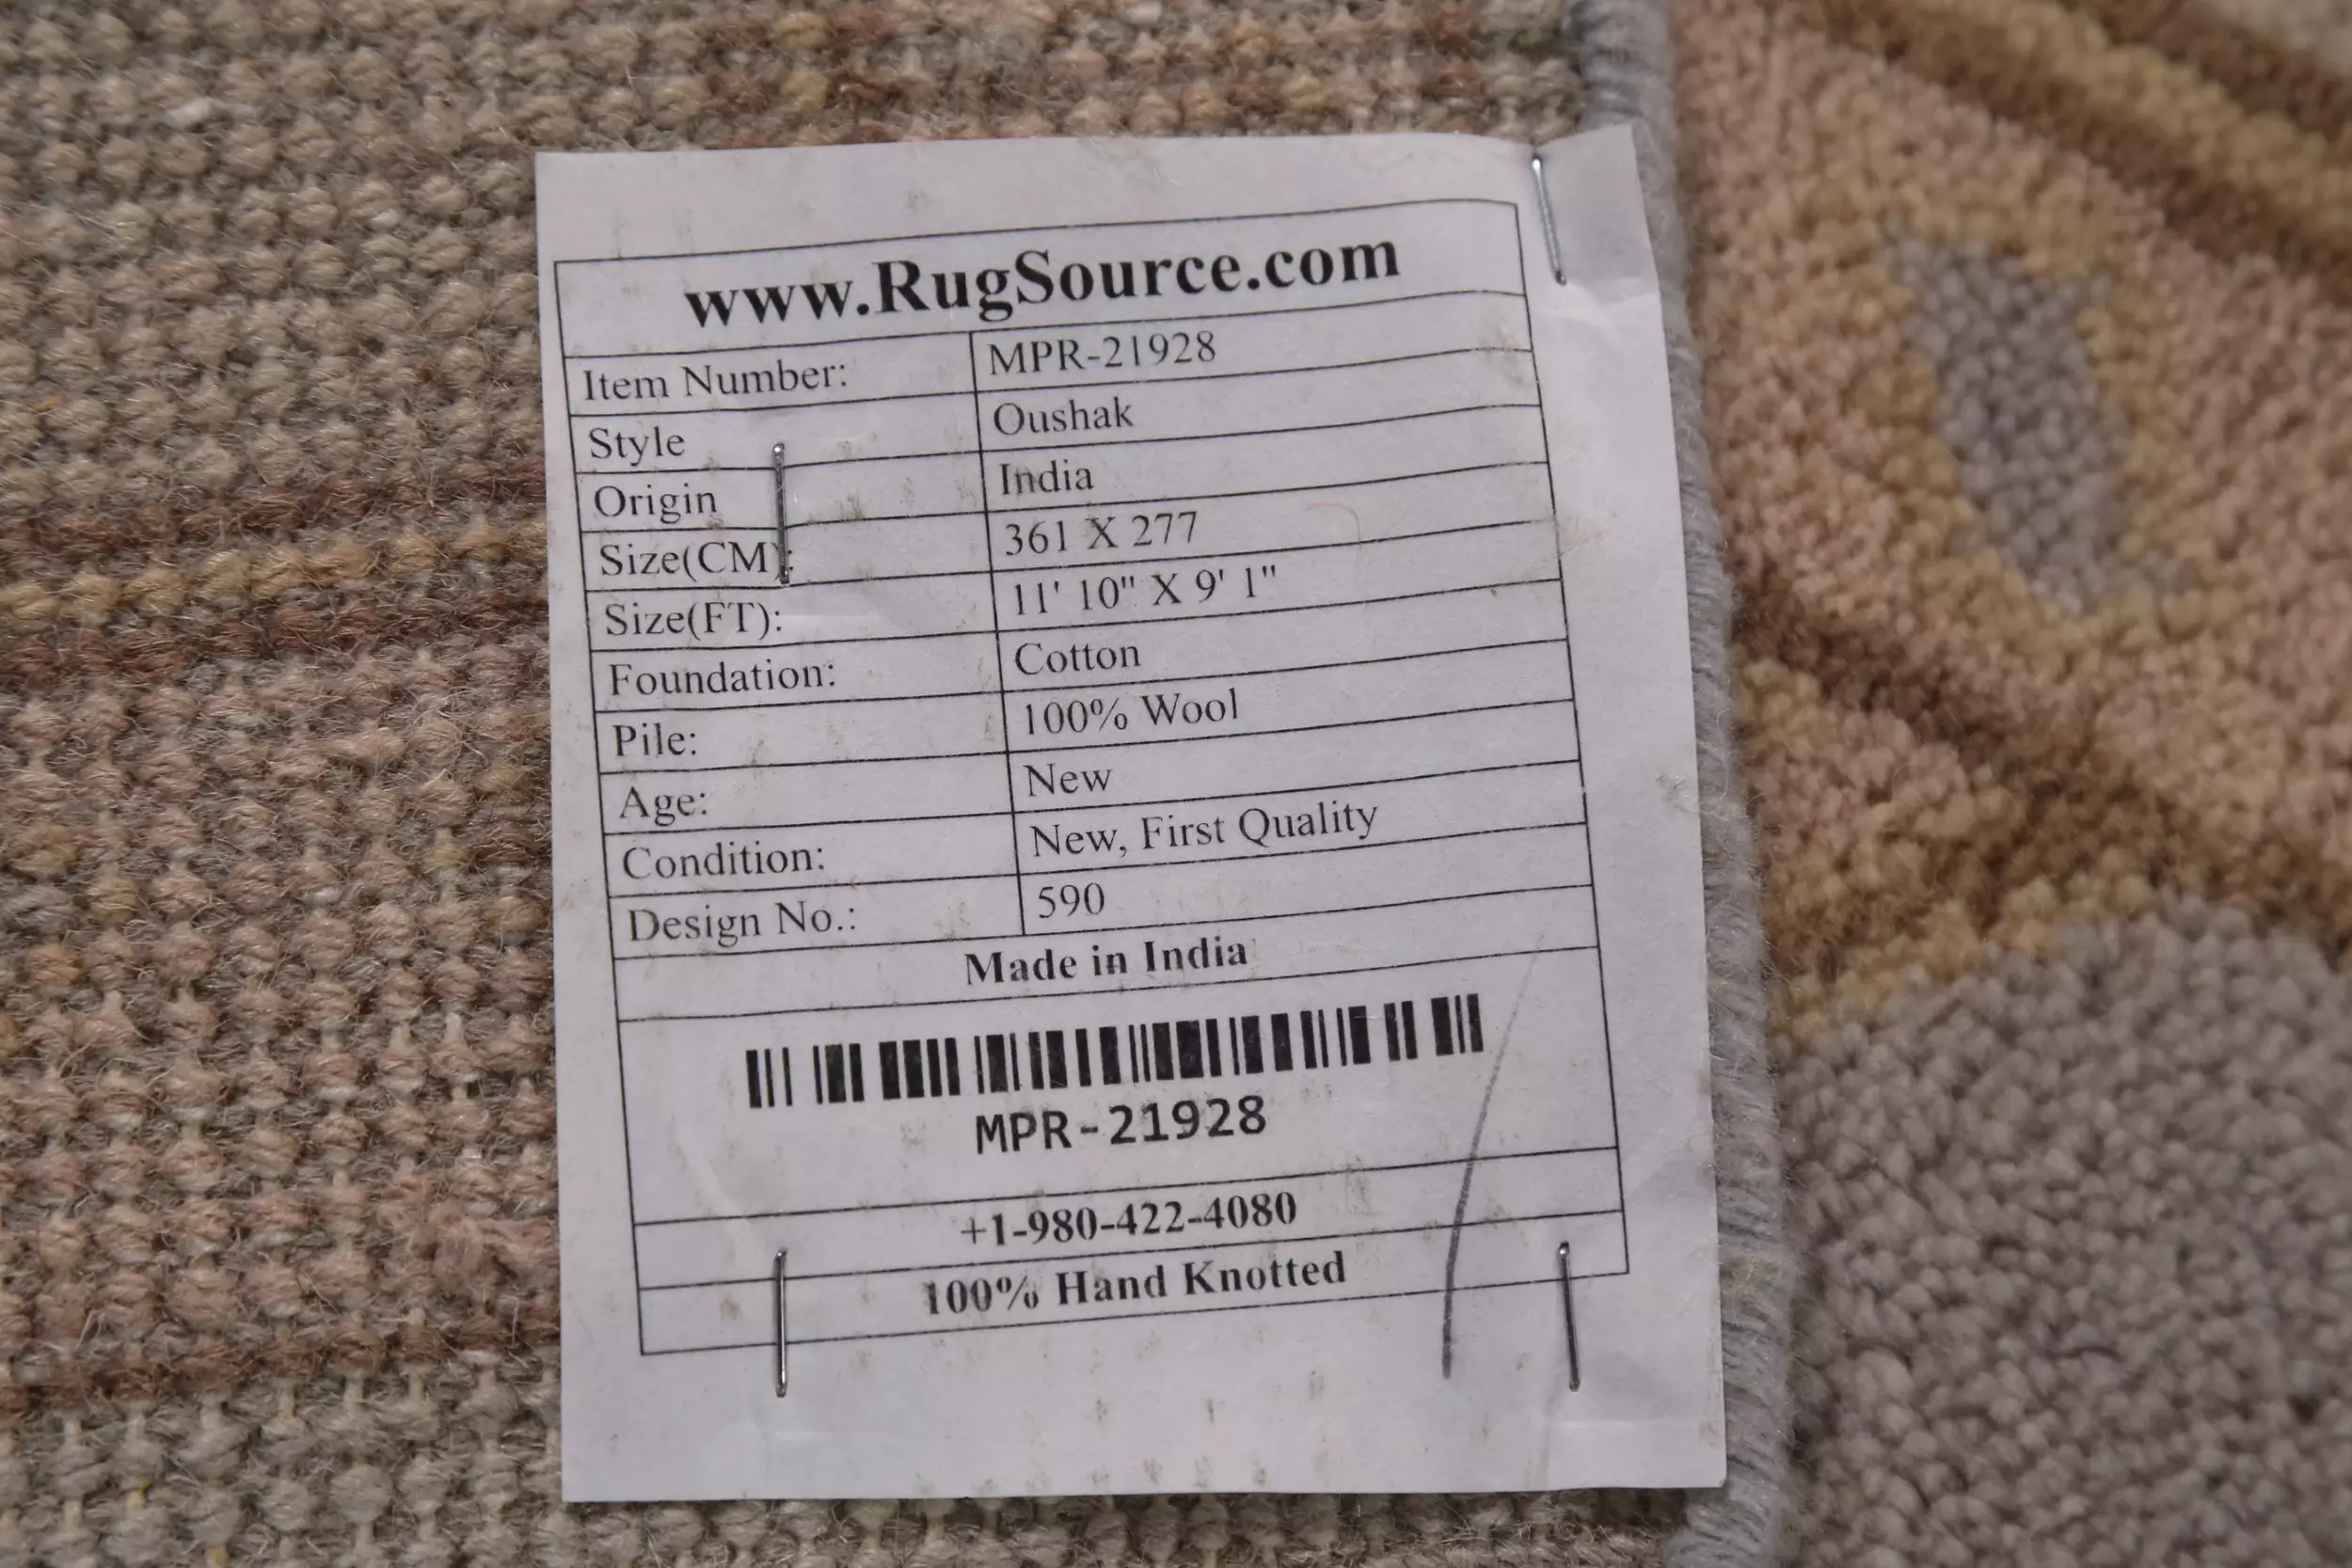 www.RugSource.com
Item Number: MPR-21928
Style Oushak
Origin India
Size(CM): 361 X 277
Size(FT): 11' 10" X 9' 1"
Foundation: Cotton
Pile: 100% Wool
Age: New
Condition: New, First Quality
Design No.: 590
Made in India
MPR-21928
+1-980-422-4080
100% Hand Knotted